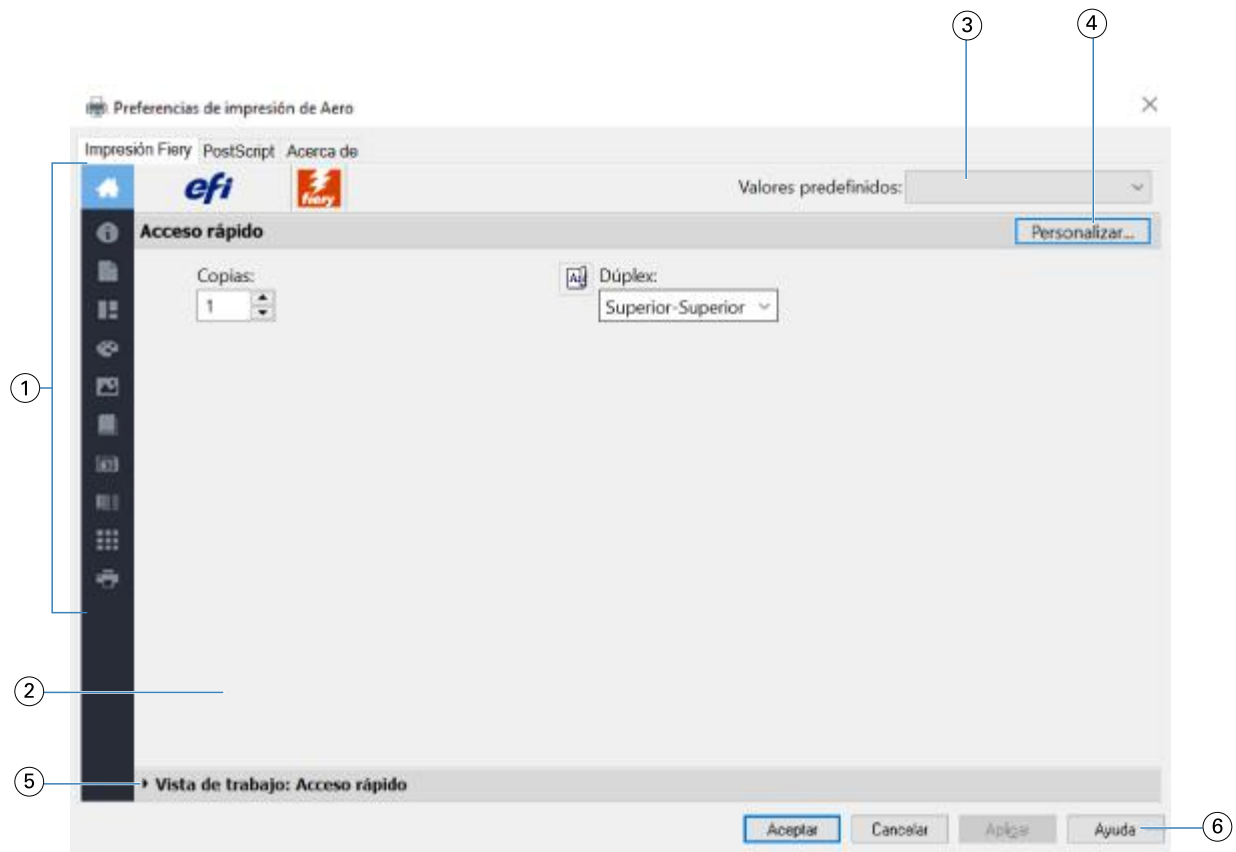 3
4
Preferencias de impresión de Aero
Impresión Fiery PostScript Acerca de
efi fiery Valores predefinidos:
Acceso rápido Personalizar...
Copias: Dúplex:
1 Superior-Superior
1
2
5 Vista de trabajo: Acceso rápido
Aceptar Cancelar Aplicar Ayuda 6